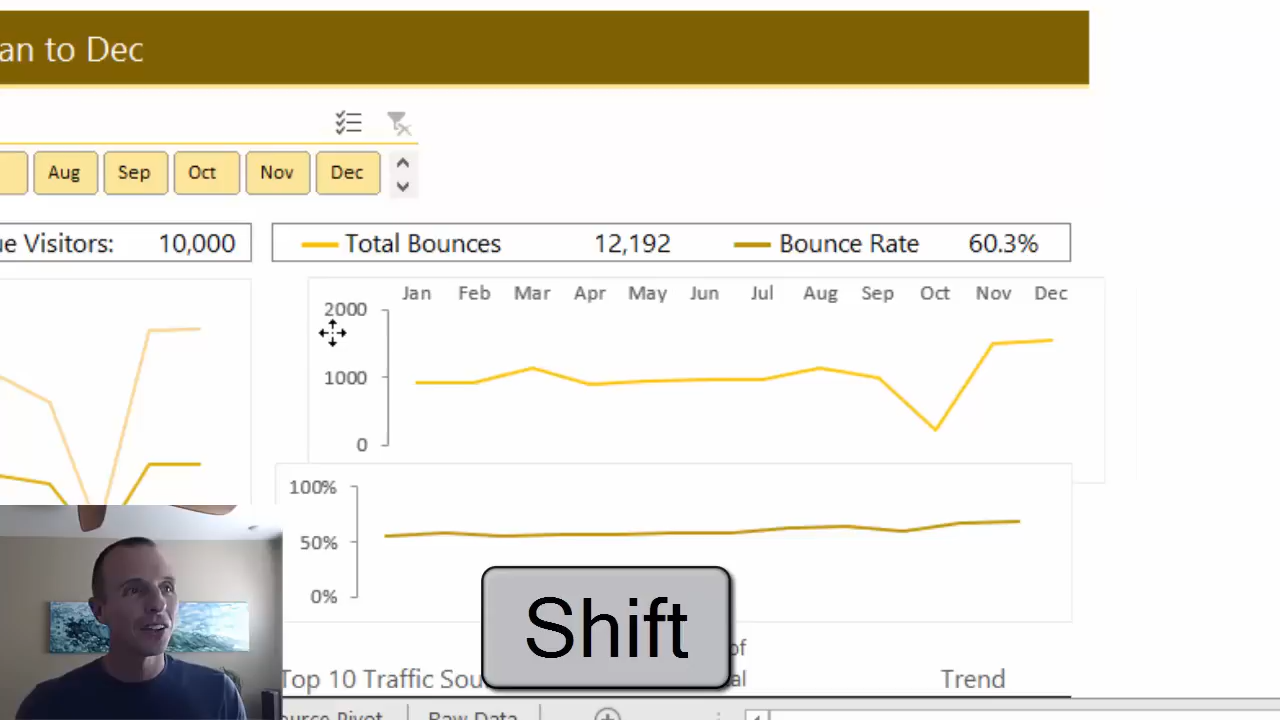 an to Dec
Aug Sep Oct Nov Dec
ue Visitors: 10,000
Total Bounces 12,192 Bounce Rate 60.3%
Jan Feb Mar Apr May Jun Jul Aug Sep Oct Nov Dec
2000
1000
0
100%
50%
0%
Shift
of
al
Top 10 Traffic Sou
Trend
ource Pivot
Raw Data